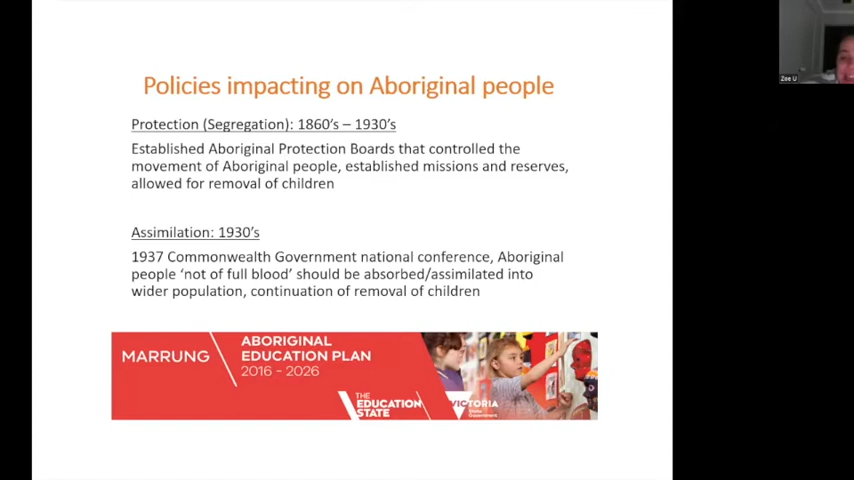 Policies impacting on Aboriginal people
Protection (Segregation): 1860's – 1930's
Established Aboriginal Protection Boards that controlled the
movement of Aboriginal people, established missions and reserves,
allowed for removal of children
Assimilation: 1930's
1937 Commonwealth Government national conference, Aboriginal
people 'not of full blood' should be absorbed/assimilated into
wider population, continuation of removal of children
MARRUNG
ABORIGINAL
EDUCATION PLAN
2016 - 2026
THE
EDUCATION
STATE
VICTORIA
State
Government
Zoe U